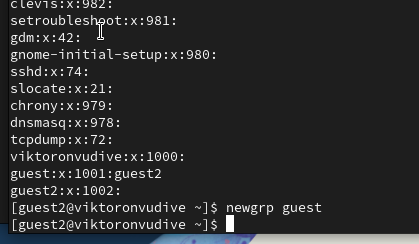 clevis:x:982:
setroubleshoot:x:981:
gdm:x:42:
gnome-initial-setup:x:980:
sshd:x:74:
slocate:x:21:
chrony:x:979:
dnsmasq:x:978:
tcpdump:x:72:
viktoronvudive:x:1000:
guest:x:1001:guest2
guest2:x:1002:
[guest2@viktoronvudive ~]$ newgrp guest
[guest2@viktoronvudive ~]$